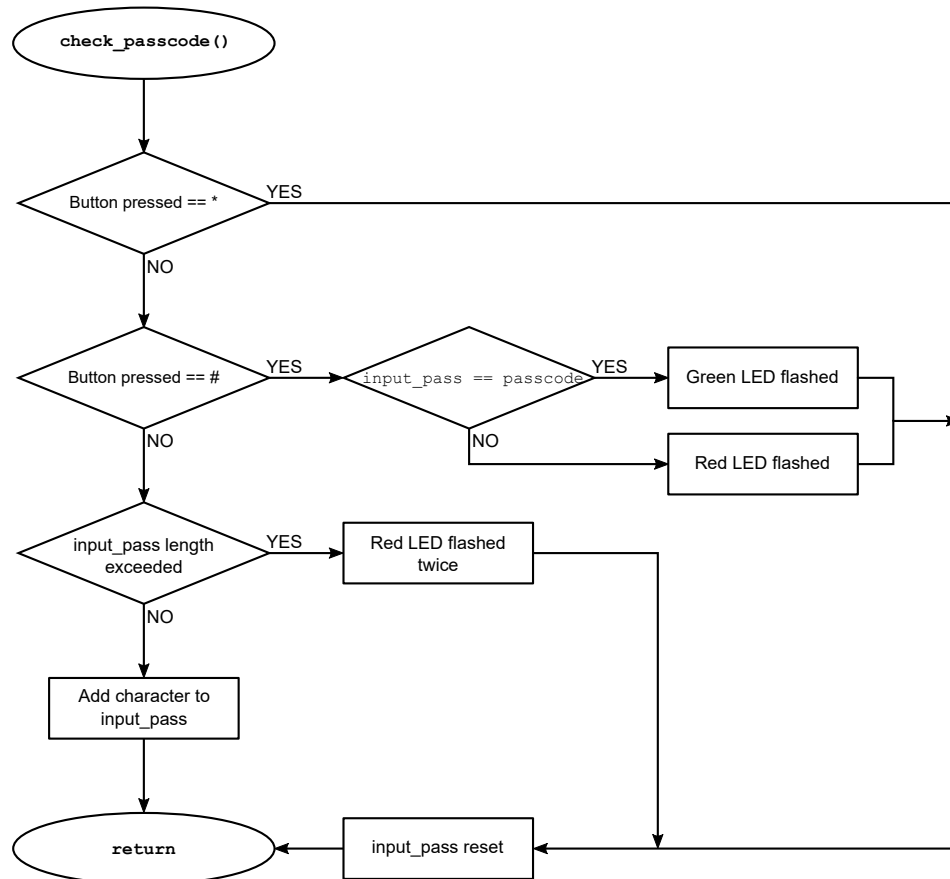 check_passcode()
Button pressed == *
YES
NO
Button pressed == #
YES
input_pass == passcode
YES
Green LED flashed
NO
NO
Red LED flashed
input_pass length
exceeded
YES
Red LED flashed
twice
NO
Add character to
input_pass
return
input_pass reset